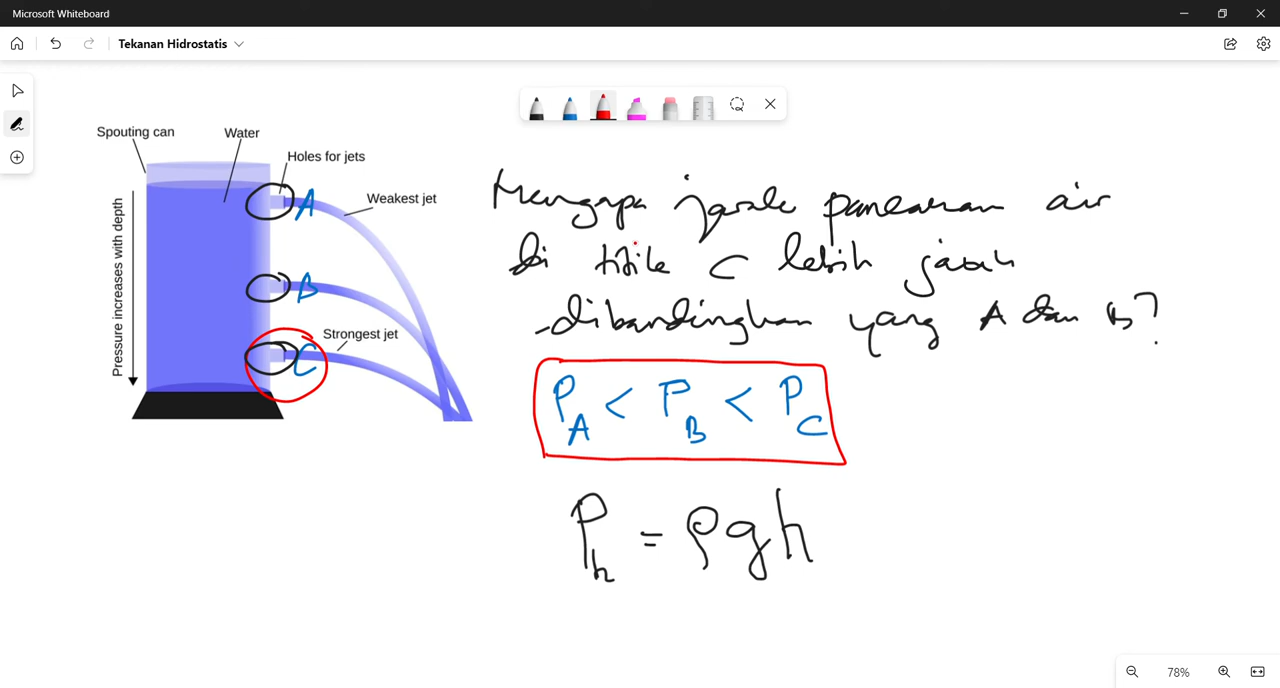 Microsoft Whiteboard
Tekanan Hidrostatis
Spouting can
Water
Holes for jets
Weakest jet
Strongest jet
Pressure increases with depth
A
B
C
Mengapa jarak pancaran air
di titik C lebih jauh
dibandingkan yang A dan B?
P_A < P_B < P_C
P_h = ρgh
78%